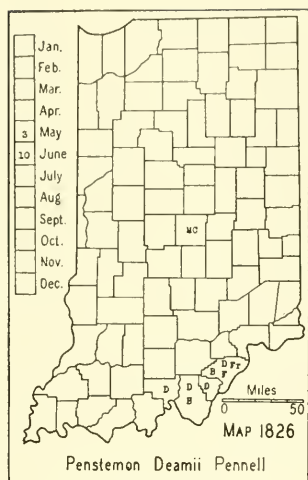 Jan.
Feb.
Mar.
Apr.
3 May
10 June
July
Aug.
Sept.
Oct.
Nov.
Dec.
MC
D FT
B F
D D D
B
Miles
0 50
MAP 1826
Penstemon Deamii Pennell